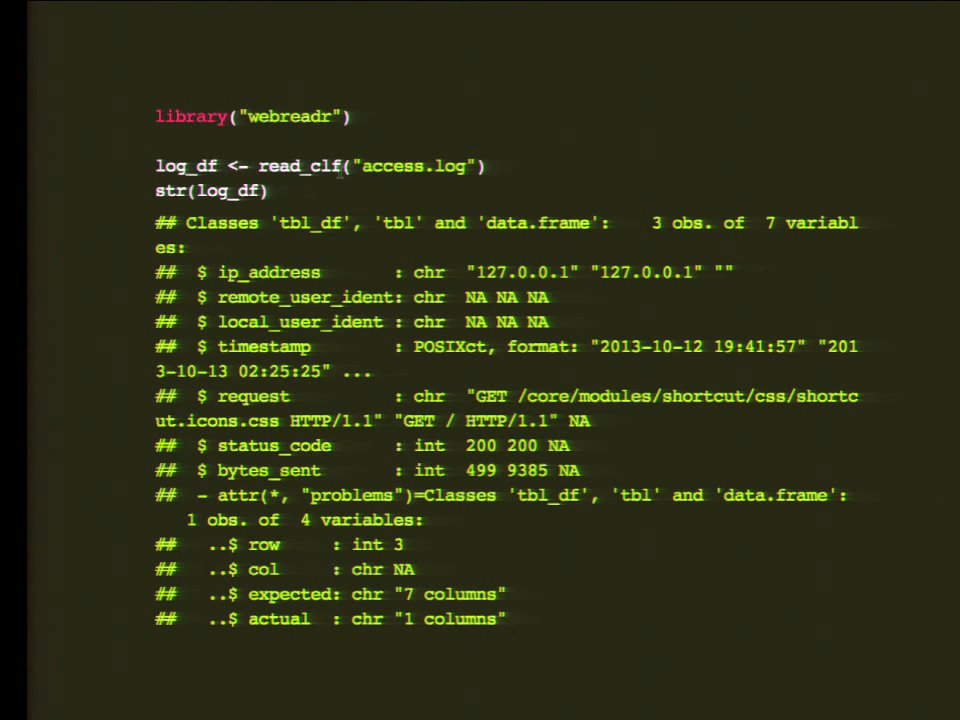 library("webreadr")
log_df <- read_clf("access.log")
str(log_df)
## Classes 'tbl_df', 'tbl' and 'data.frame':    3 obs. of  7 variabl
es:
##  $ ip_address       : chr  "127.0.0.1" "127.0.0.1" ""
##  $ remote_user_ident: chr  NA NA NA
##  $ local_user_ident : chr  NA NA NA
##  $ timestamp        : POSIXct, format: "2013-10-12 19:41:57" "201
3-10-13 02:25:25" ...
##  $ request          : chr  "GET /core/modules/shortcut/css/shortc
ut.icons.css HTTP/1.1" "GET / HTTP/1.1" NA
##  $ status_code      : int  200 200 NA
##  $ bytes_sent       : int  499 9385 NA
##  - attr(*, "problems")=Classes 'tbl_df', 'tbl' and 'data.frame':
   1 obs. of  4 variables:
##   ..$ row     : int 3
##   ..$ col     : chr NA
##   ..$ expected: chr "7 columns"
##   ..$ actual  : chr "1 columns"